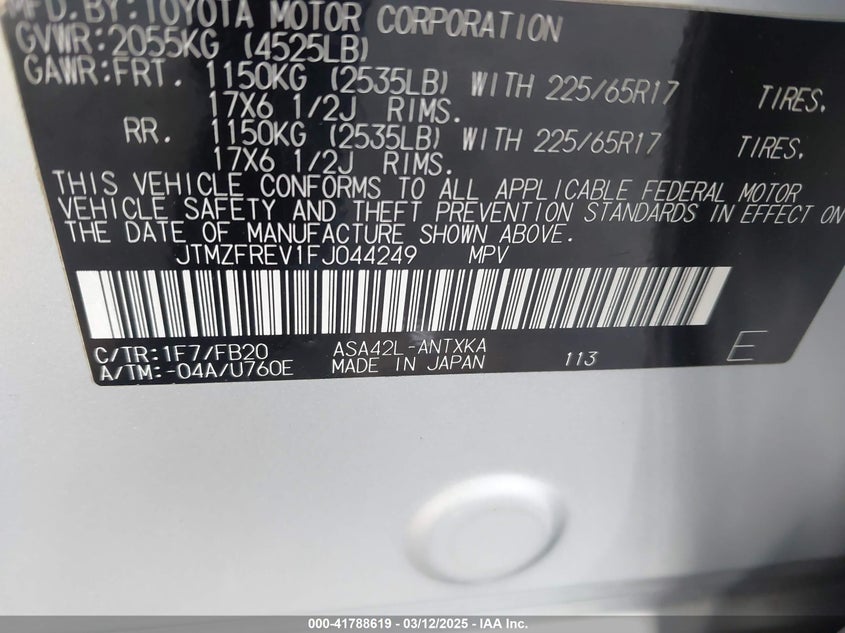 MFD. BY: TOYOTA MOTOR CORPORATION
GVWR: 2055KG (4525LB)
GAWR: FRT. 1150KG (2535LB) WITH 225/65R17 TIRES.
17X6 1/2J RIMS.
RR. 1150KG (2535LB) WITH 225/65R17 TIRES.
17X6 1/2J RIMS.
THIS VEHICLE CONFORMS TO ALL APPLICABLE FEDERAL MOTOR
VEHICLE SAFETY AND THEFT PREVENTION STANDARDS IN EFFECT ON
THE DATE OF MANUFACTURE SHOWN ABOVE.
JTMZFREV1FJ044249 MPV
C/TR: 1F7/FB20 ASA42L-ANTXKA
A/TM: -04A/U760E MADE IN JAPAN 113 E
000-41788619 - 03/12/2025 - IAA Inc.